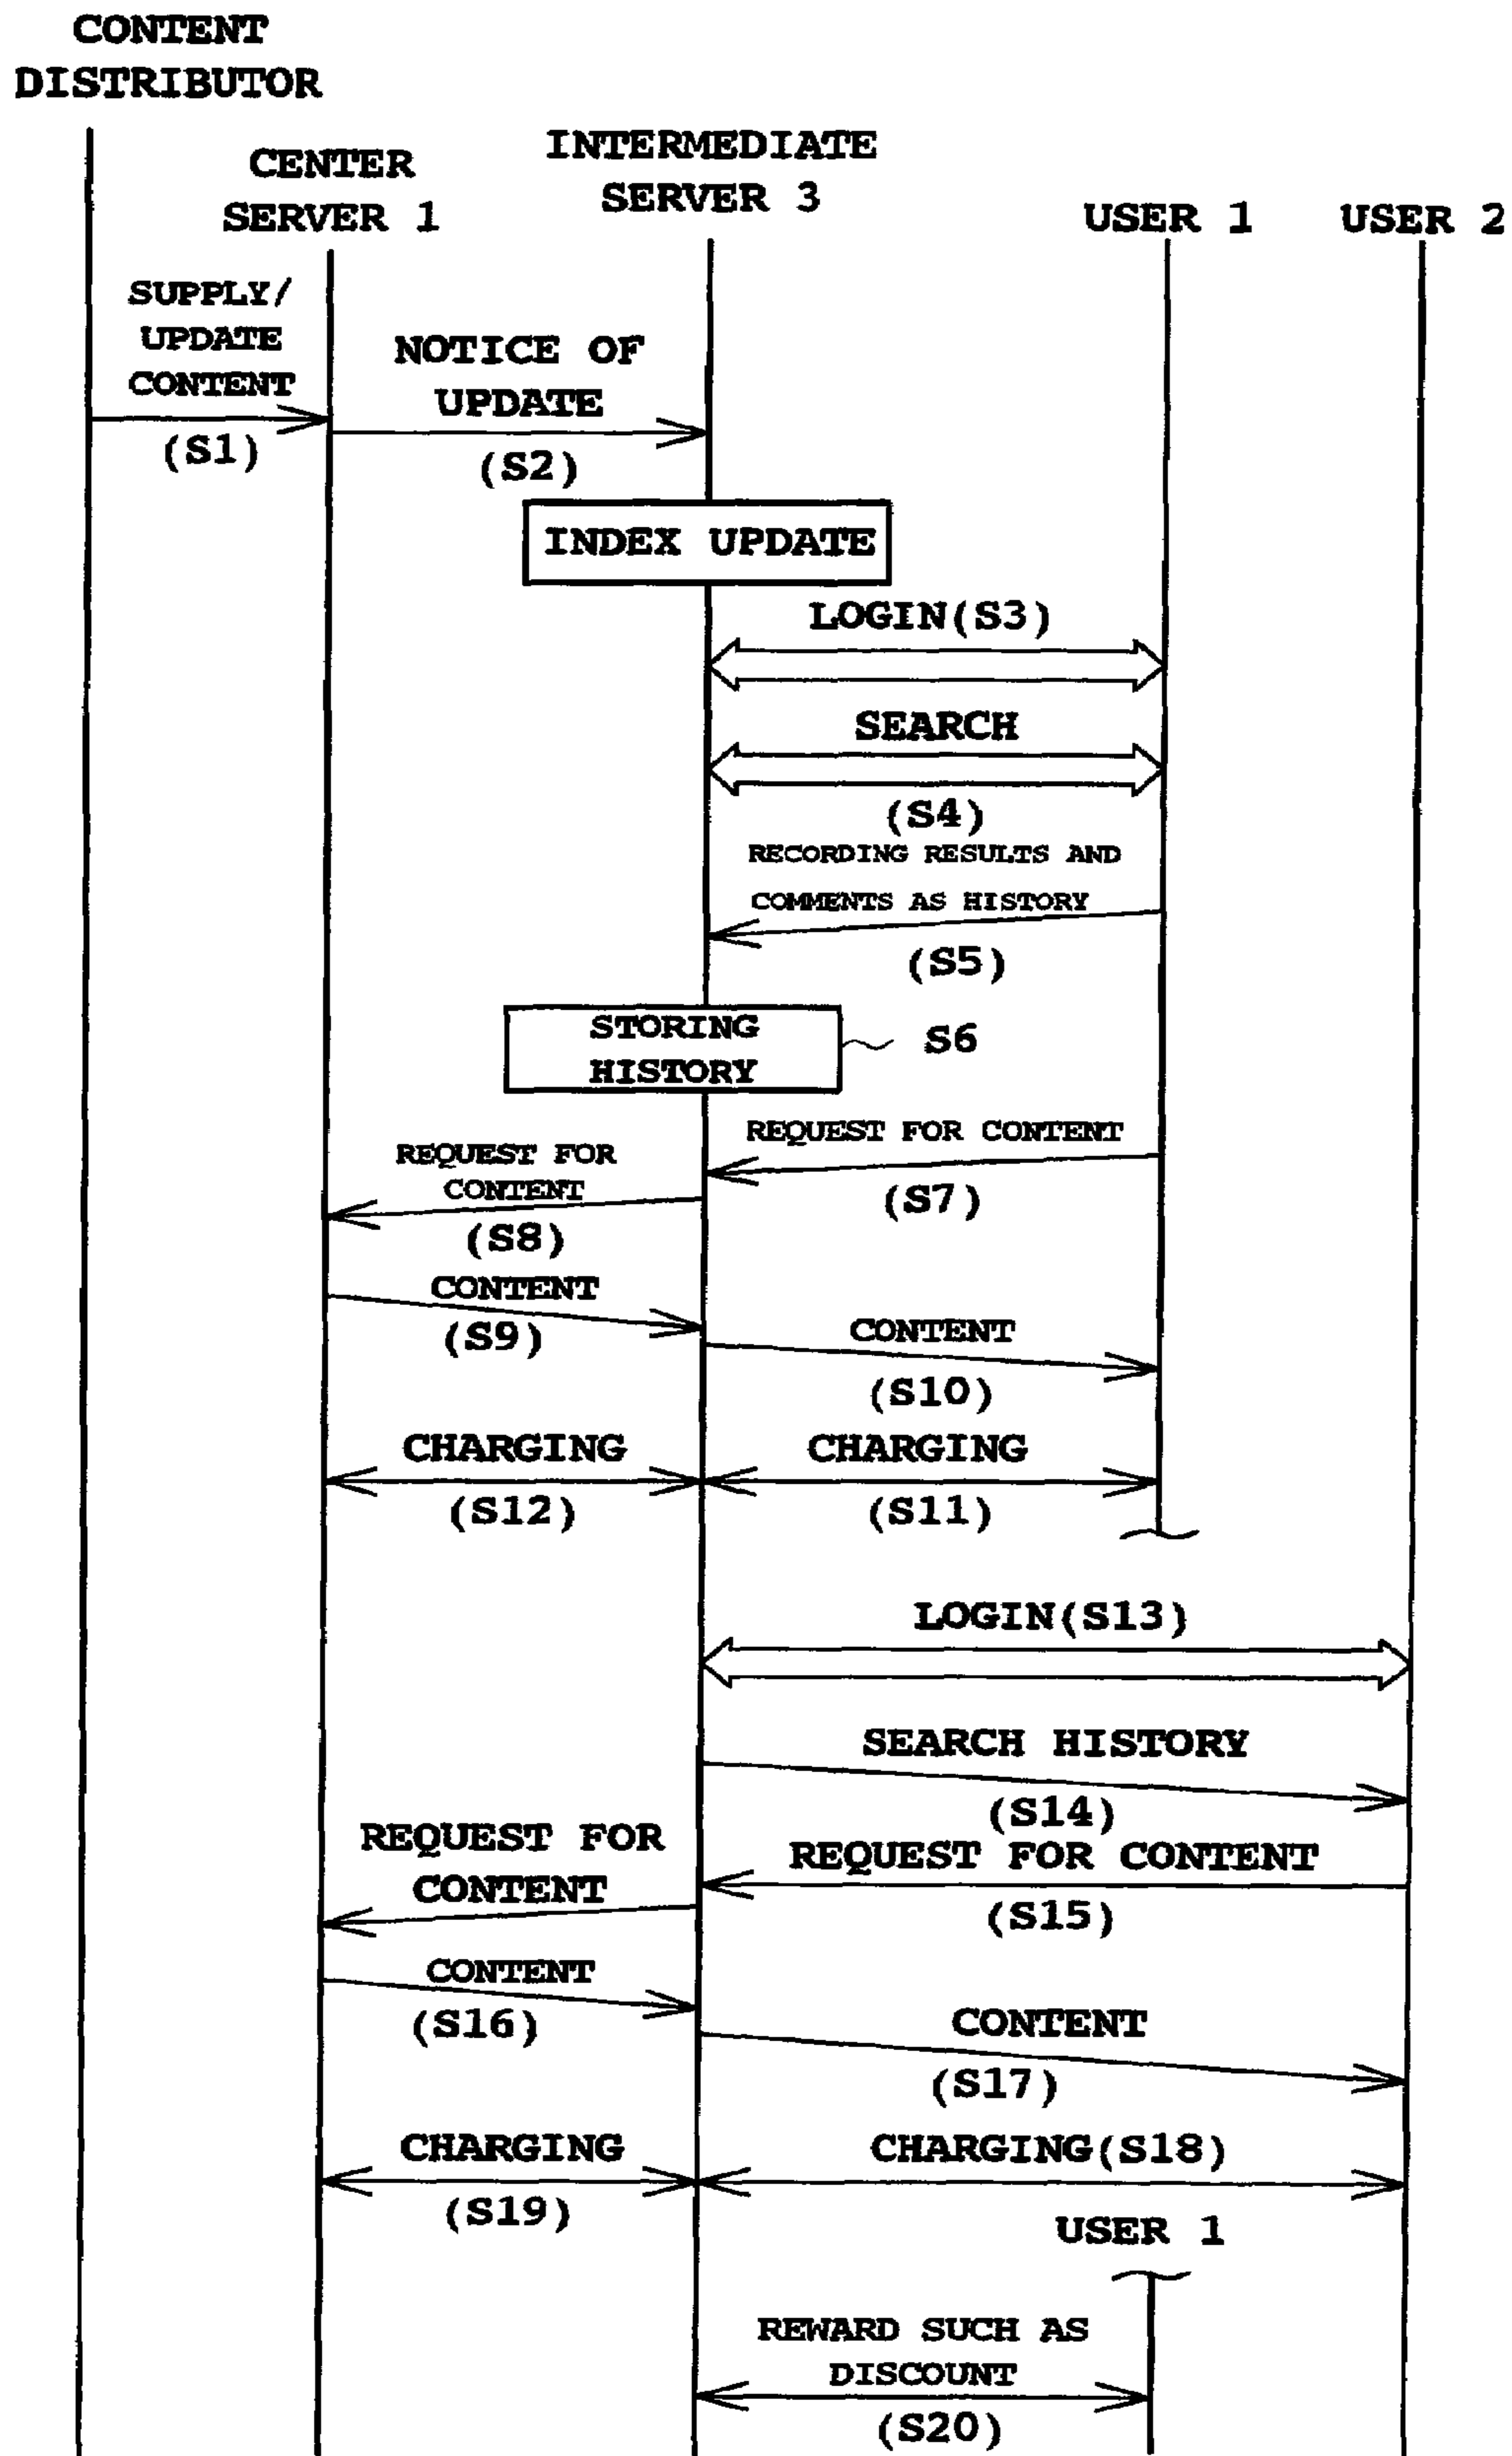 CONTENT
DISTRIBUTOR
CENTER
SERVER 1
INTERMEDIATE
SERVER 3
USER 1
USER 2
SUPPLY/
UPDATE
CONTENT
(S1)
NOTICE OF
UPDATE
(S2)
INDEX UPDATE
LOGIN(S3)
SEARCH
(S4)
RECORDING RESULTS AND
COMMENTS AS HISTORY
(S5)
STORING
HISTORY
S6
REQUEST FOR CONTENT
(S7)
REQUEST FOR
CONTENT
(S8)
CONTENT
(S9)
CONTENT
(S10)
CHARGING
(S12)
CHARGING
(S11)
LOGIN(S13)
SEARCH HISTORY
(S14)
REQUEST FOR CONTENT
(S15)
REQUEST FOR
CONTENT
CONTENT
(S16)
CONTENT
(S17)
CHARGING
(S19)
CHARGING(S18)
USER 1
REWARD SUCH AS
DISCOUNT
(S20)